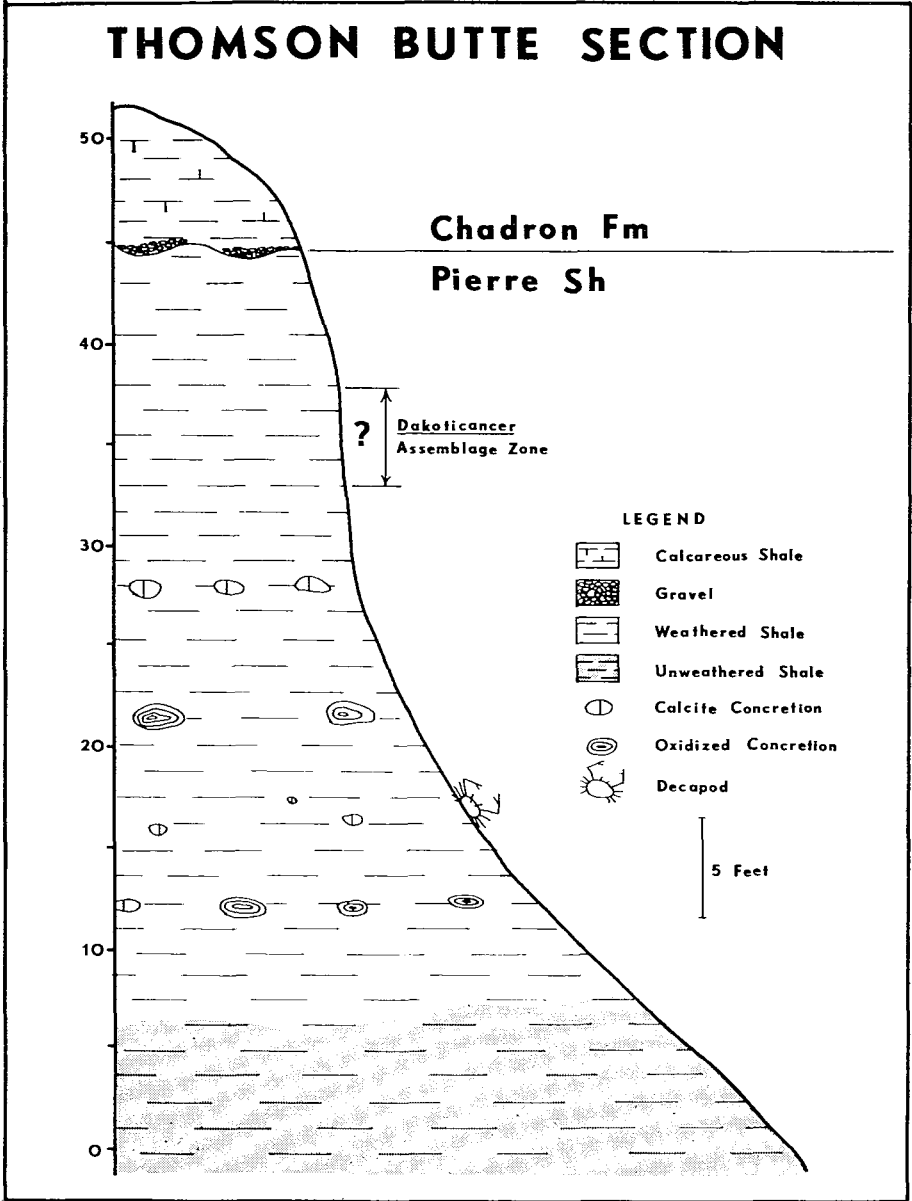 THOMSON BUTTE SECTION
50
40
30
20
10
0
Chadron Fm
Pierre Sh
?
Dakoticancer
Assemblage Zone
LEGEND
Calcareous Shale
Gravel
Weathered Shale
Unweathered Shale
Calcite Concretion
Oxidized Concretion
Decapod
5 Feet